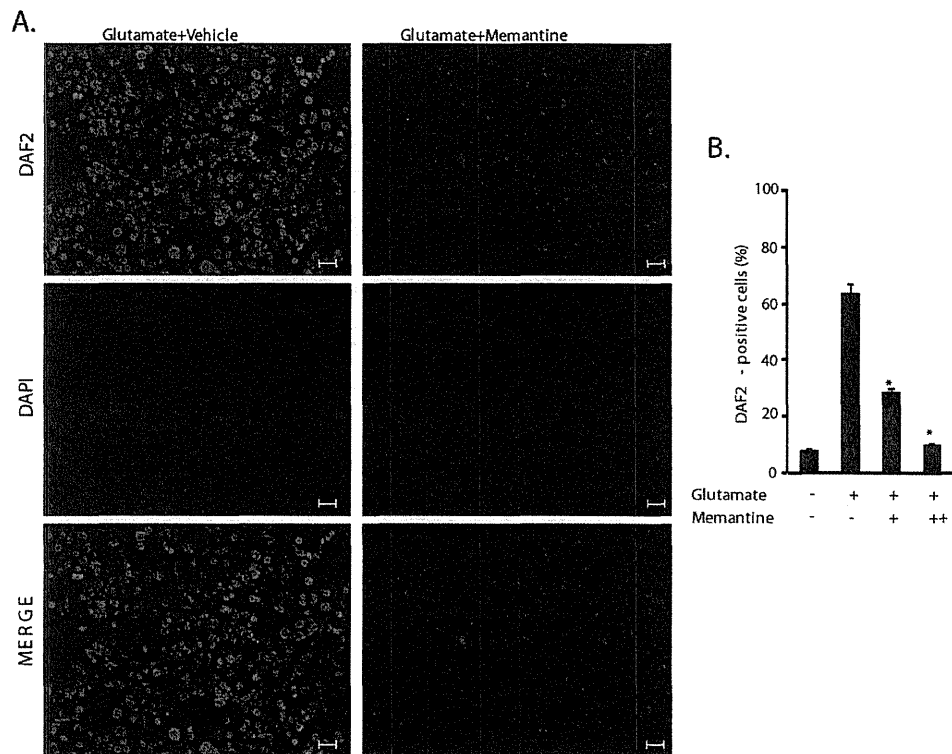 A.
Glutamate+Vehicle
Glutamate+Memantine
DAF2
DAPI
MERGE
B.
DAF2 - positive cells (%)
100
80
60
40
20
0
*
*
Glutamate - + + +
Memantine - - + ++